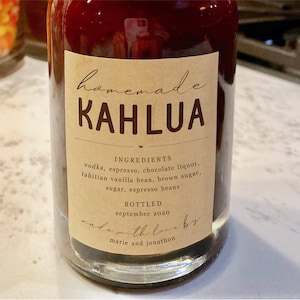 homemade
KAHLUA
INGREDIENTS
vodka, espresso, chocolate liquor,
tahitian vanilla bean, brown sugar,
sugar, espresso beans
BOTTLED
september 2020
made with love by:
marie and jonathon